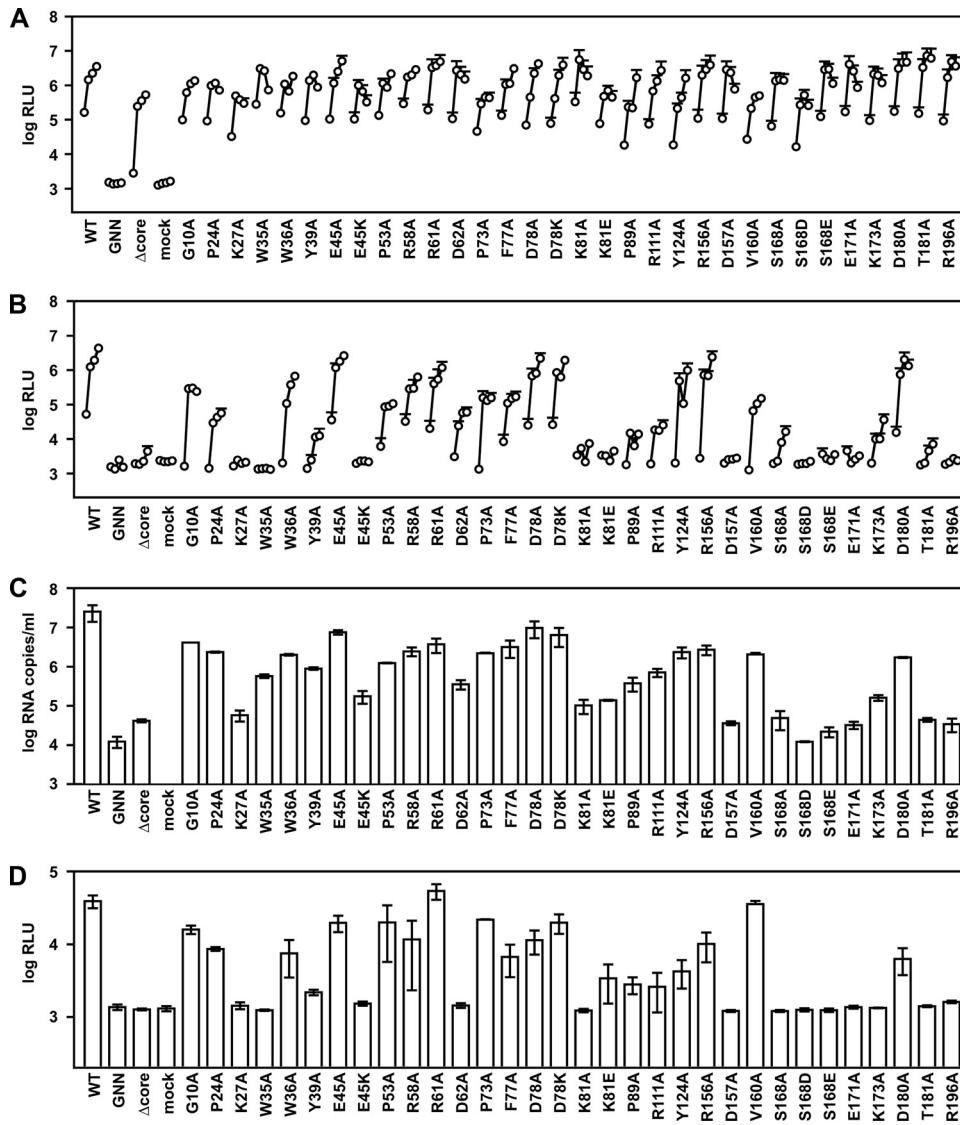 A
log RLU
8
7
6
5
4
3
WT GNN Δcore mock G10A P24A K27A W35A W36A Y39A E45A E45K P53A R58A R61A D62A P73A F77A D78A D78K K81A K81E P89A R111A Y124A R156A D157A V160A S168A S168D S168E E171A K173A D180A T181A R196A
B
log RLU
8
7
6
5
4
3
WT GNN Δcore mock G10A P24A K27A W35A W36A Y39A E45A E45K P53A R58A R61A D62A P73A F77A D78A D78K K81A K81E P89A R111A Y124A R156A D157A V160A S168A S168D S168E E171A K173A D180A T181A R196A
C
log RNA copies/ml
8
7
6
5
4
3
WT GNN Δcore mock G10A P24A K27A W35A W36A Y39A E45A E45K P53A R58A R61A D62A P73A F77A D78A D78K K81A K81E P89A R111A Y124A R156A D157A V160A S168A S168D S168E E171A K173A D180A T181A R196A
D
log RLU
5
4
3
WT GNN Δcore mock G10A P24A K27A W35A W36A Y39A E45A E45K P53A R58A R61A D62A P73A F77A D78A D78K K81A K81E P89A R111A Y124A R156A D157A V160A S168A S168D S168E E171A K173A D180A T181A R196A